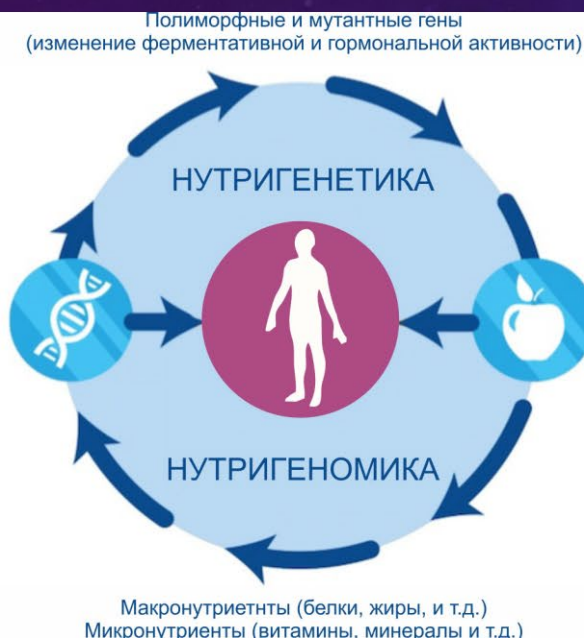 Полиморфные и мутантные гены
(изменение ферментативной и гормональной активности)
НУТРИГЕНЕТИКА
НУТРИГЕНОМИКА
Макронутриетнты (белки, жиры, и т.д.)
Микронутриенты (витамины, минералы и т.д.)